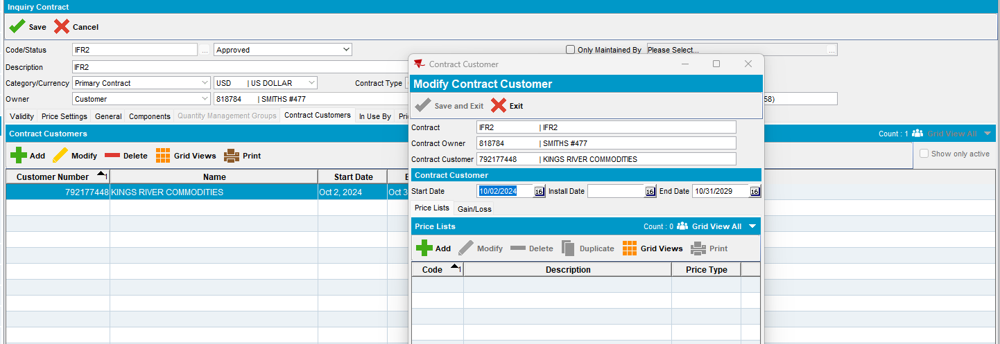 Inquiry Contract
Save Cancel
Code/Status IFR2 ... Approved Only Maintained By Please Select... ...
Description IFR2
Category/Currency Primary Contract USD | US DOLLAR Contract Type
Owner Customer 818784 | SMITHS #477 58)
Validity Price Settings General Components Quantity Management Groups Contract Customers In Use By
Contract Customers Count : 1 Grid View All
Add Modify Delete Grid Views Print Show only active
Customer Number 1 Name Start Date
792177448 KINGS RIVER COMMODITIES Oct 2, 2024 Oct 3
Contract Customer
Modify Contract Customer
Save and Exit Exit
Contract IFR2 | IFR2
Contract Owner 818784 | SMITHS #477
Contract Customer 792177448 | KINGS RIVER COMMODITIES
Contract Customer
Start Date 10/02/2024 16 Install Date 16 End Date 10/31/2029 16
Price Lists Gain/Loss
Price Lists Count : 0 Grid View All
Add Modify Delete Duplicate Grid Views Print
Code 1 Description Price Type